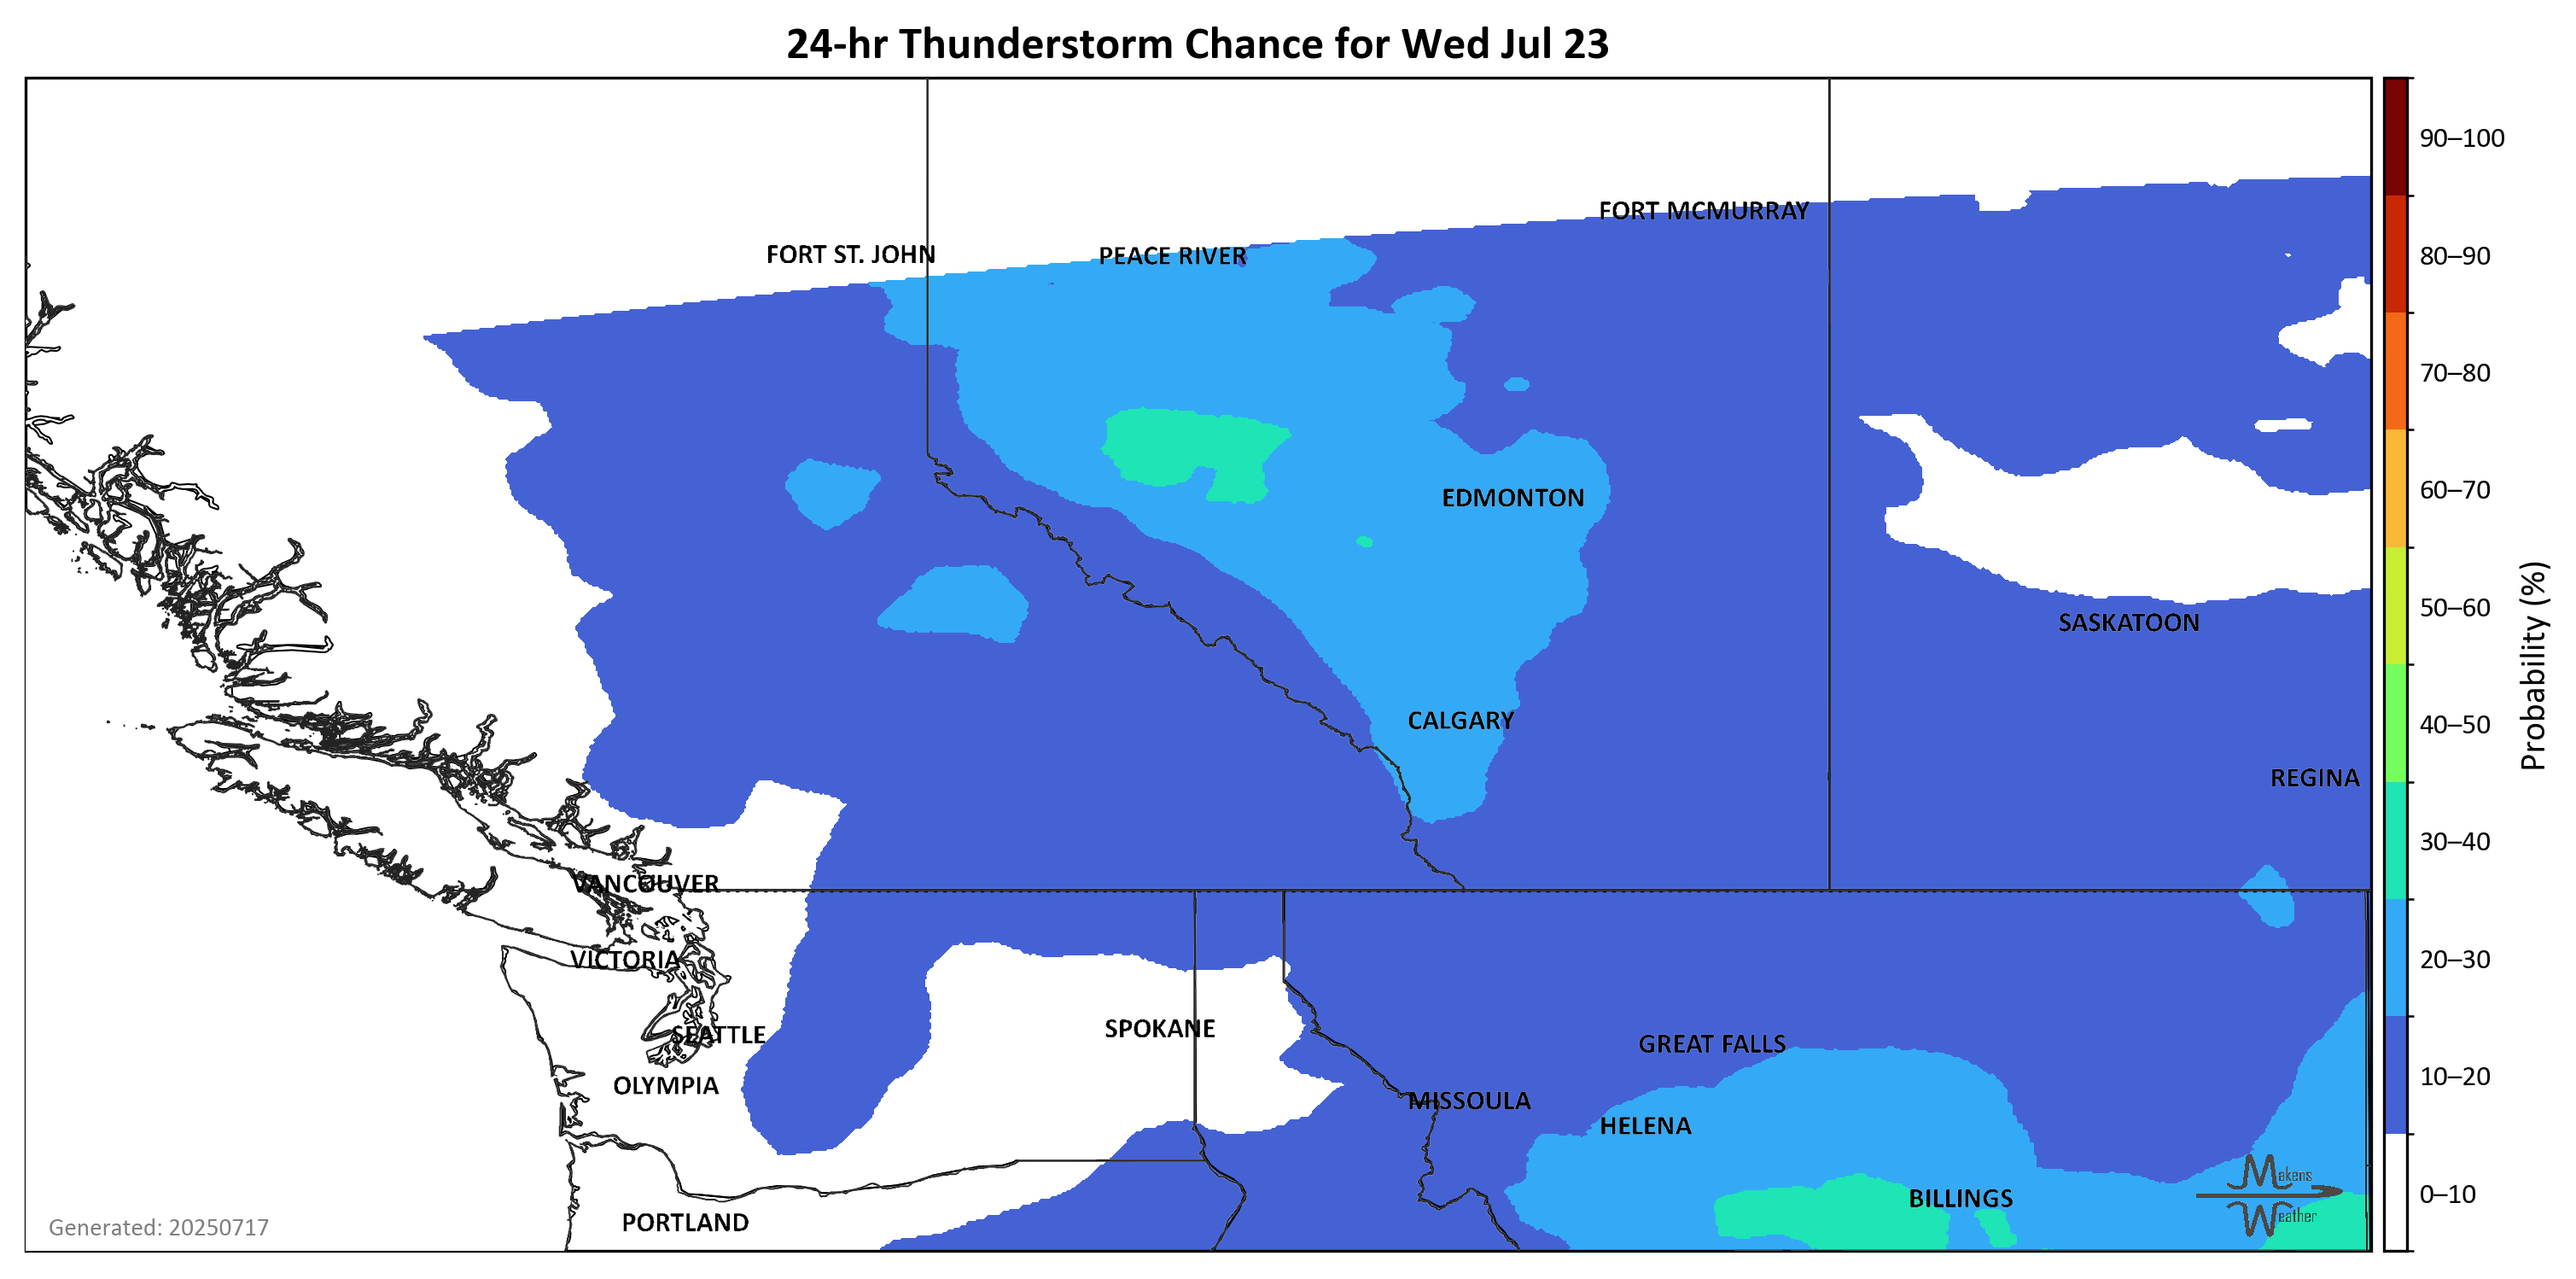 24-hr Thunderstorm Chance for Wed Jul 23
90–100
FORT MCMURRAY
FORT ST. JOHN
PEACE RIVER
80–90
70–80
60–70
EDMONTON
50–60
SASKATOON
Probability (%)
CALGARY
40–50
REGINA
30–40
VANCOUVER
VICTORIA
20–30
SPOKANE
SEATTLE
GREAT FALLS
10–20
OLYMPIA
MISSOULA
HELENA
Makens
Weather
0–10
BILLINGS
PORTLAND
Generated: 20250717